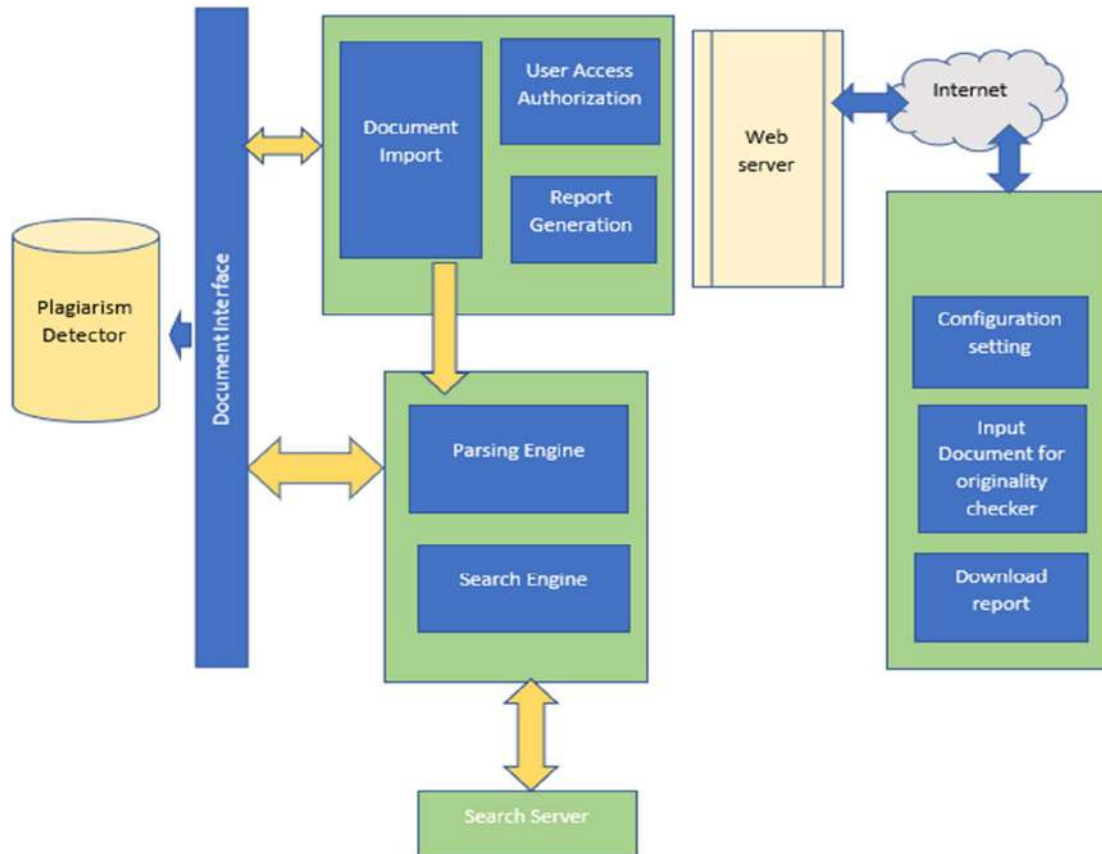 Plagiarism
Detector
Document Interface
Document
Import
User Access
Authorization
Report
Generation
Web
server
Internet
Configuration
setting
Input
Document for
originality
checker
Download
report
Parsing Engine
Search Engine
Search Server